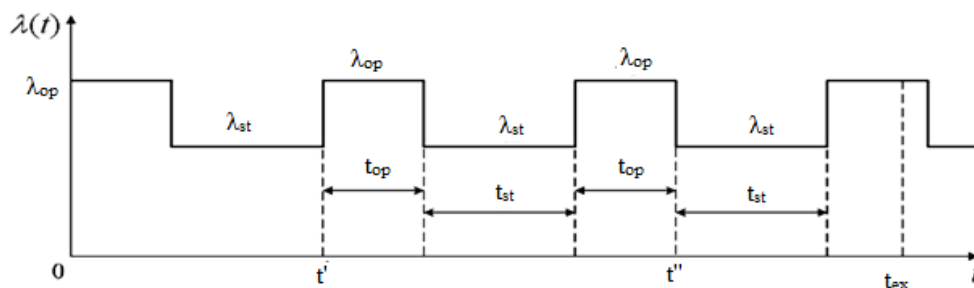 λ(t)
λop λop
λop
λst λst λst
top top
tst tst
0 t' t'' tex t